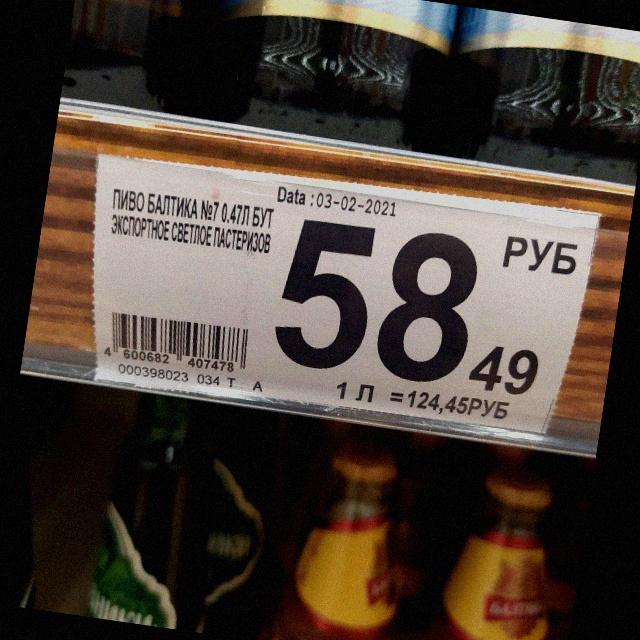 ПИВО БАЛТИКА №7 0.47Л БУТ
ЭКСПОРТНОЕ СВЕТЛОЕ ПАСТЕРИЗОВ
Data :03-02-2021
58 49
РУБ
4 600682 407478
000398023 034 Т А
1 Л =124,45РУБ